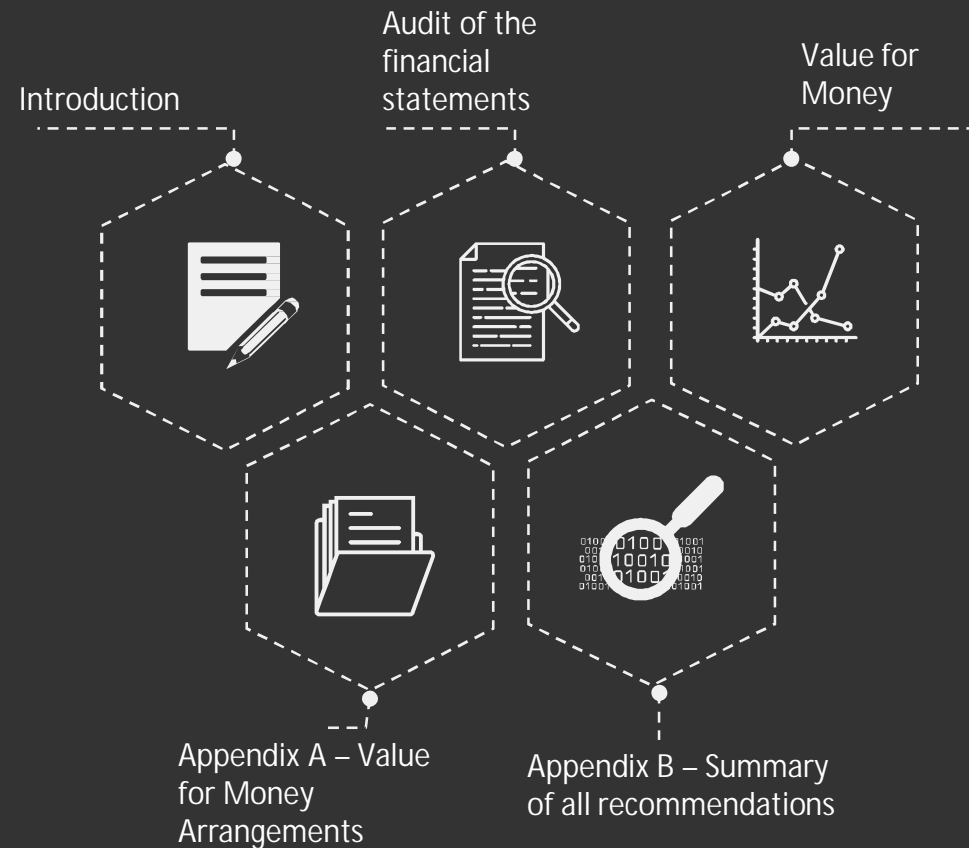 Introduction
Audit of the
financial
statements
Value for
Money
Appendix A – Value
for Money
Arrangements
Appendix B – Summary
of all recommendations